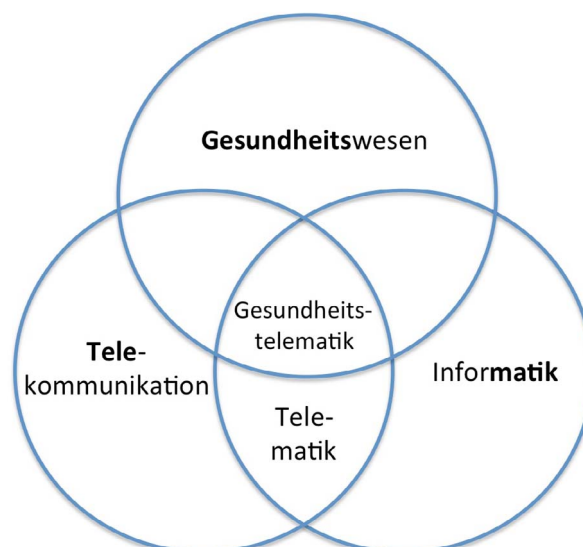 Gesundheitswesen
Gesundheits-
telematik
Tele-
kommunikation
Informatik
Tele-
matik